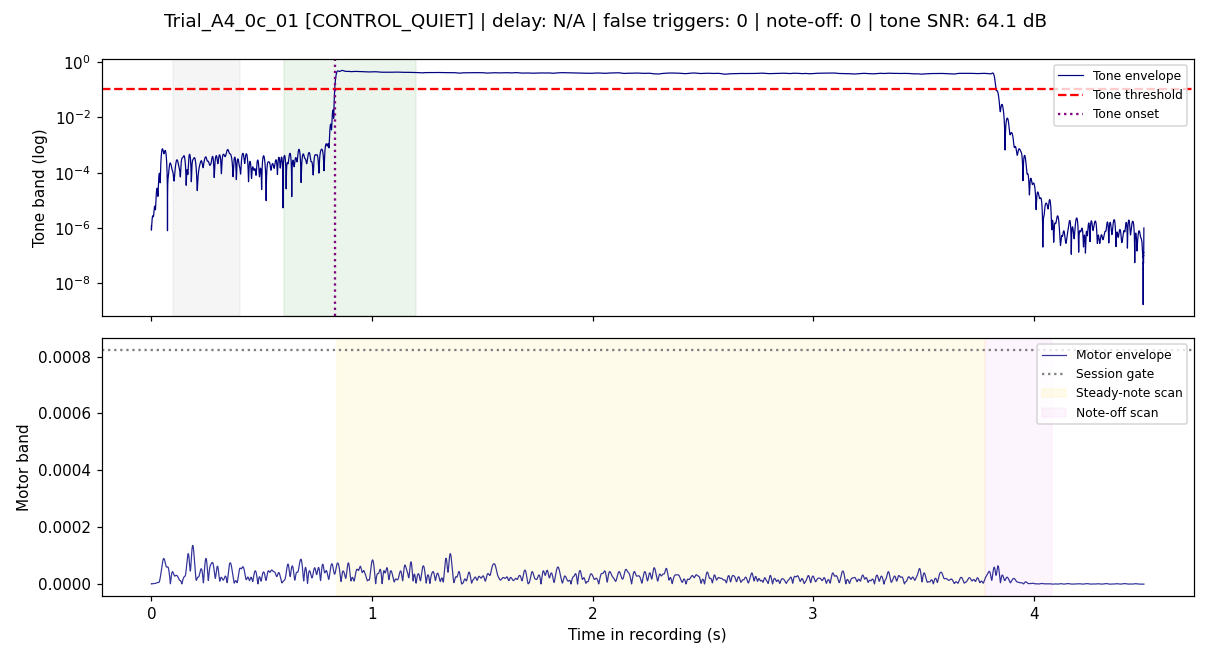 Trial_A4_0c_01 [CONTROL_QUIET] | delay: N/A | false triggers: 0 | note-off: 0 | tone SNR: 64.1 dB
Tone band (log)
10⁰
10⁻²
10⁻⁴
10⁻⁶
10⁻⁸
Tone envelope
Tone threshold
Tone onset
Motor band
0.0008
0.0006
0.0004
0.0002
0.0000
Motor envelope
Session gate
Steady-note scan
Note-off scan
0 1 2 3 4
Time in recording (s)